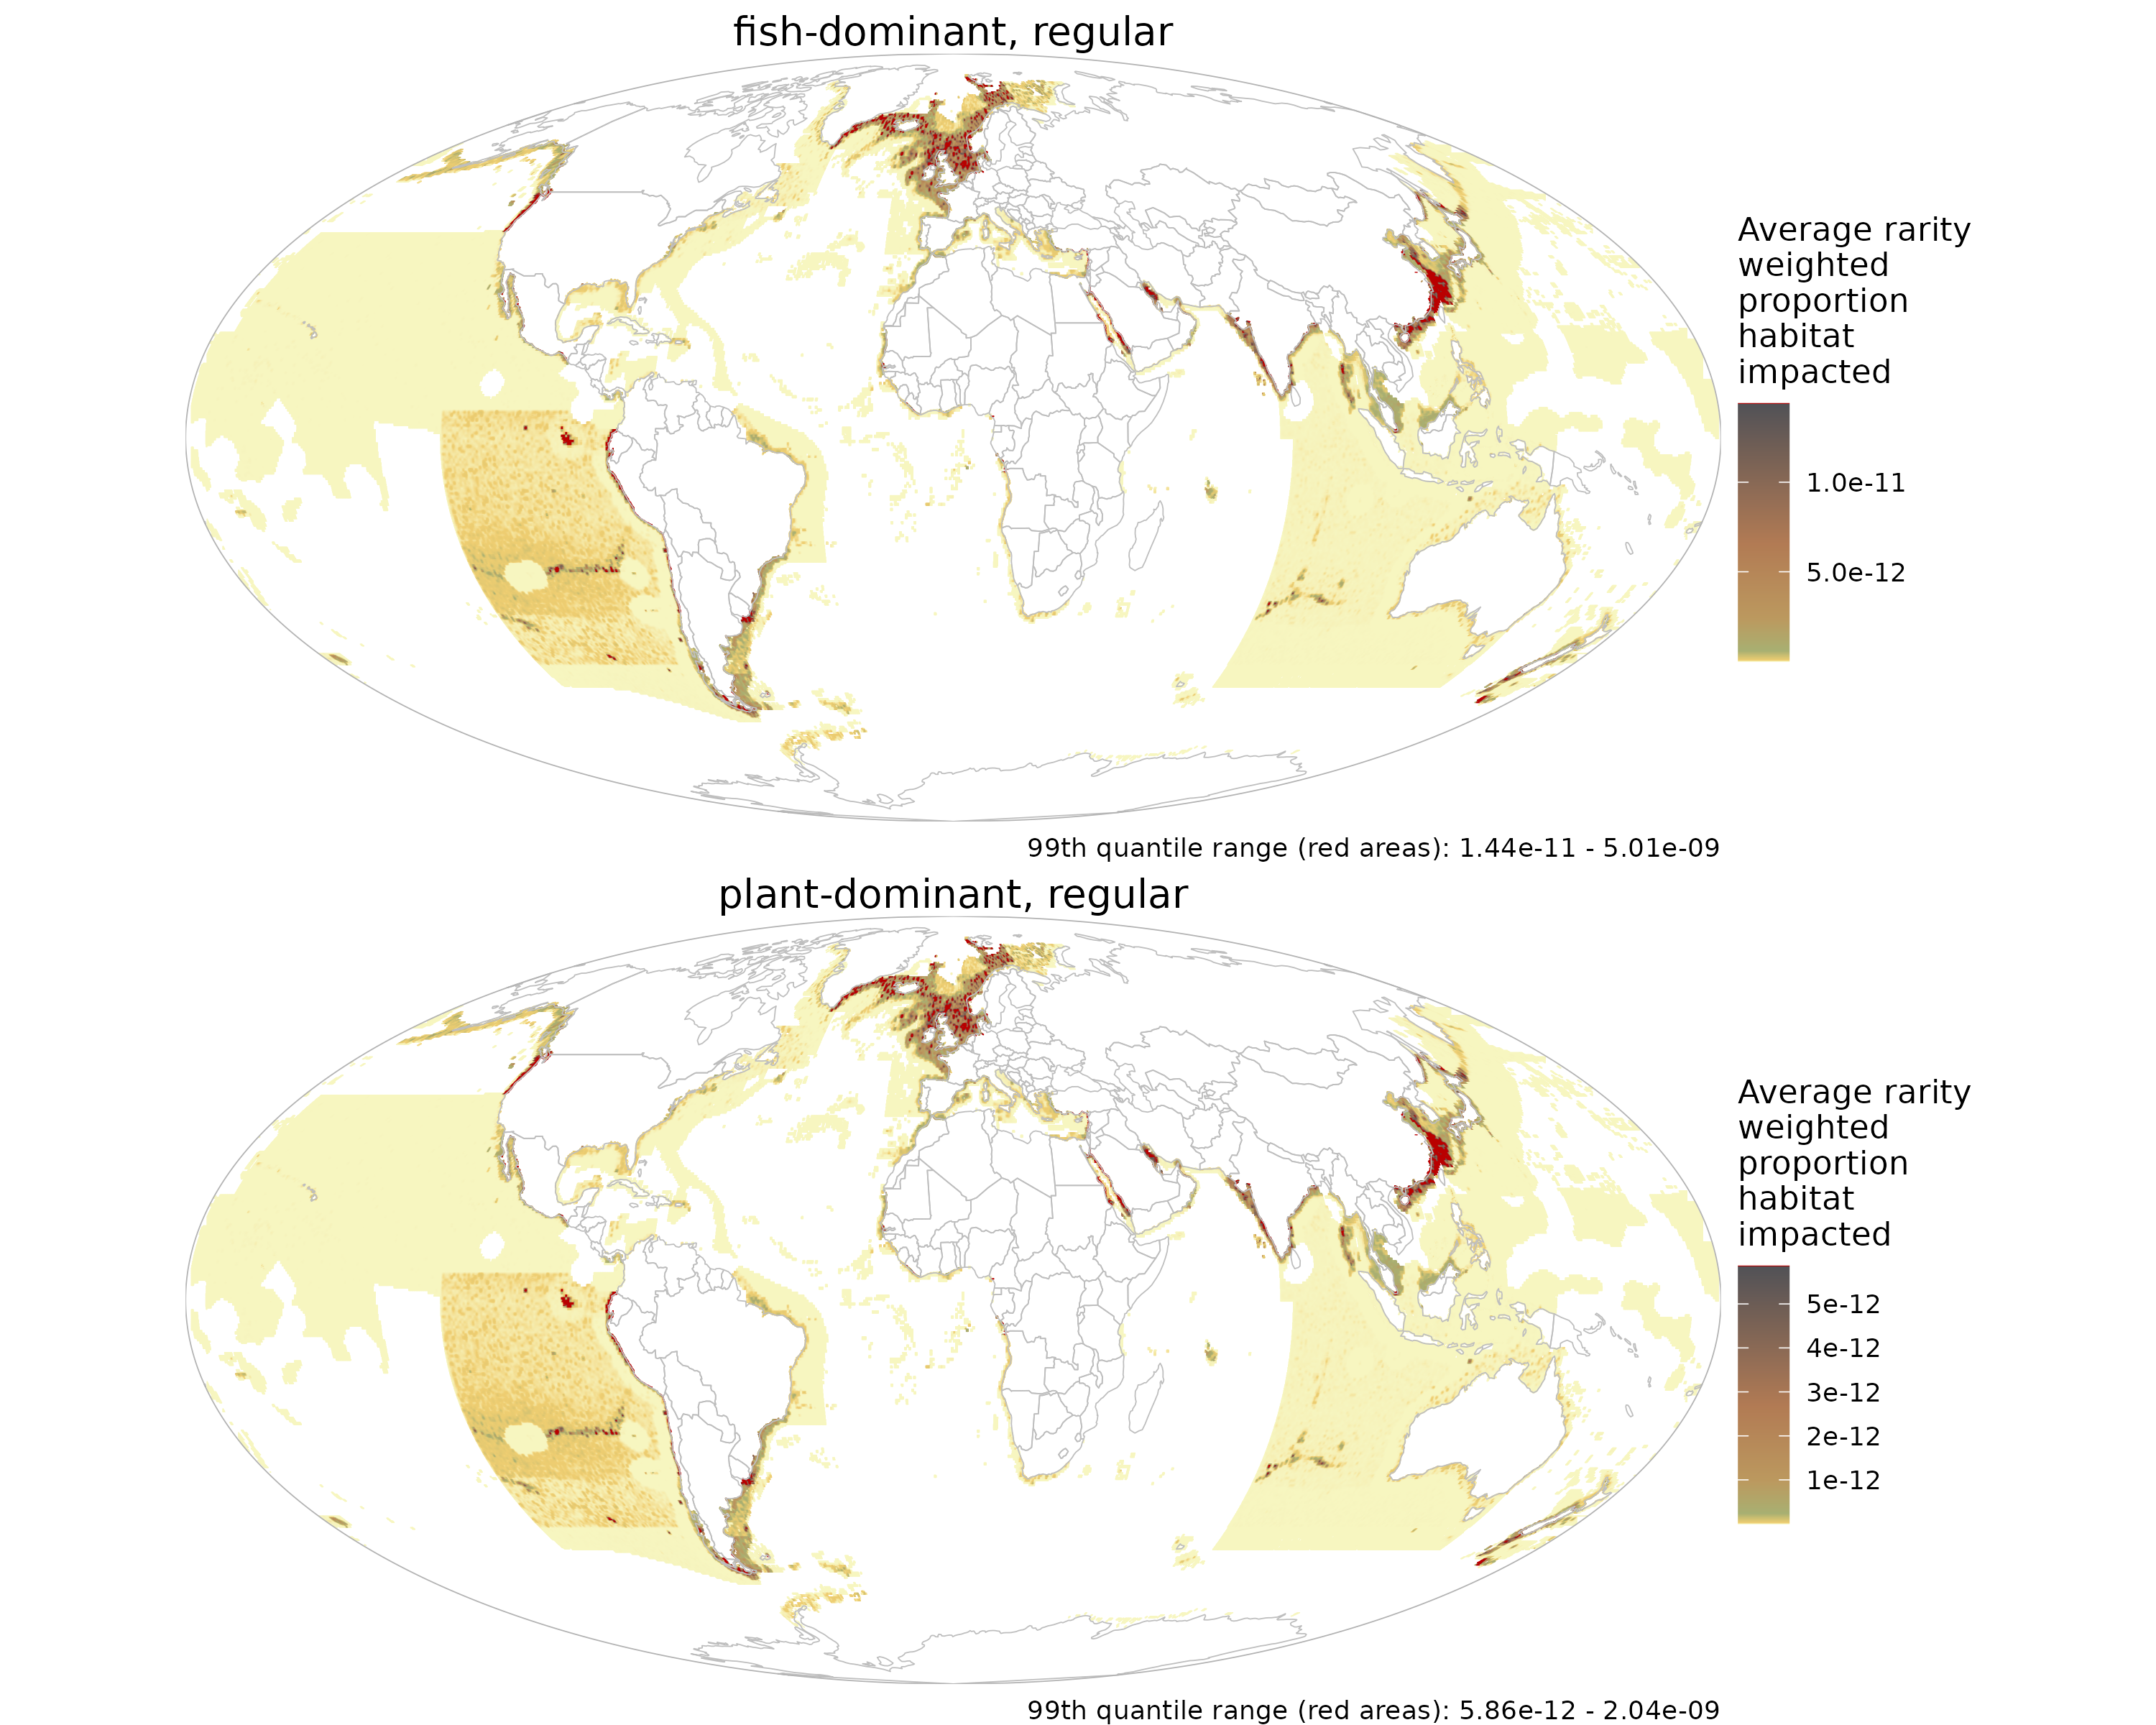 fish-dominant, regular
Average rarity
weighted
proportion
habitat
impacted
1.0e-11
5.0e-12
99th quantile range (red areas): 1.44e-11 - 5.01e-09
plant-dominant, regular
Average rarity
weighted
proportion
habitat
impacted
5e-12
4e-12
3e-12
2e-12
1e-12
99th quantile range (red areas): 5.86e-12 - 2.04e-09